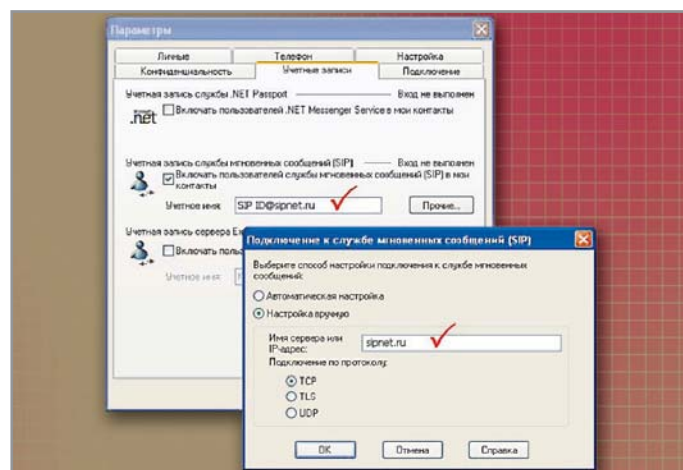 Параметры
Личные Телефон Настройка
Конфиденциальность Учетные записи Подключение
Учетная запись службы .NET Passport Вход не выполнен
.net
Включать пользователей .NET Messenger Service в мои контакты
Учетная запись службы мгновенных сообщений (SIP) Вход не выполнен
Включать пользователей службы мгновенных сообщений (SIP) в мои
контакты
Учетное имя: SIP ID@sipnet.ru Прочие...
Учетная запись сервера Ex
Включать поль
Учетное имя:
Подключение к службе мгновенных сообщений (SIP)
Выберите способ настройки подключения к службе мгновенных
сообщений:
Автоматическая настройка
Настройка вручную
Имя сервера или
IP-адрес: sipnet.ru
Подключение по протоколу:
TCP
TLS
UDP
OK Отмена Справка